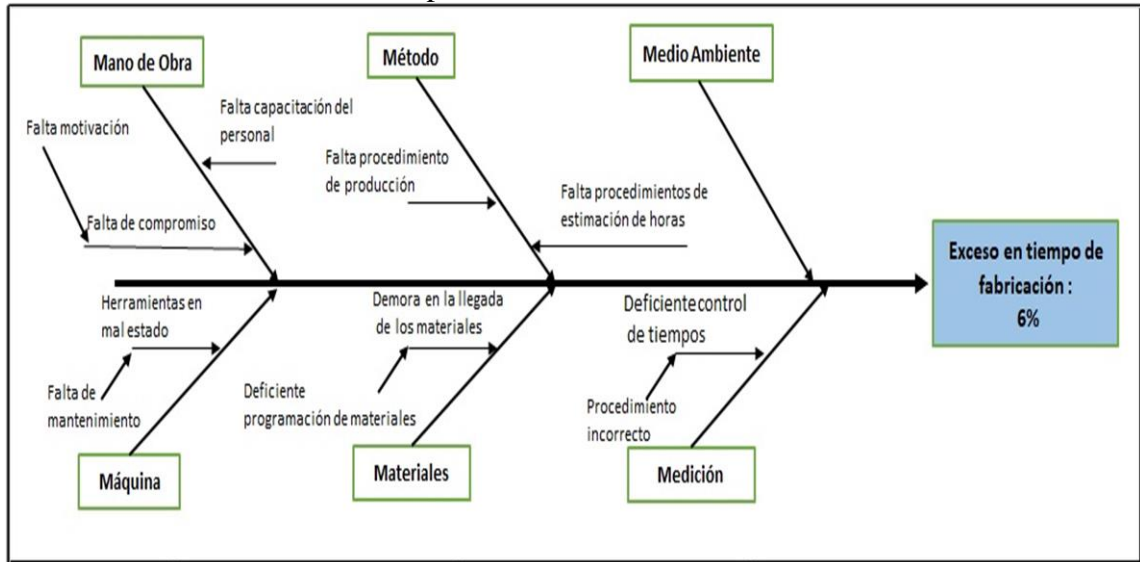 Mano de Obra
Método
Medio Ambiente
Falta capacitación del
personal
Falta motivación
Falta procedimiento
de producción
Falta procedimientos de
estimación de horas
Falta de compromiso
Exceso en tiempo de
fabricación :
6%
Herramientas en
mal estado
Demora en la llegada
de los materiales
Deficiente control
de tiempos
Falta de
mantenimiento
Deficiente
programación de materiales
Procedimiento
incorrecto
Máquina
Materiales
Medición